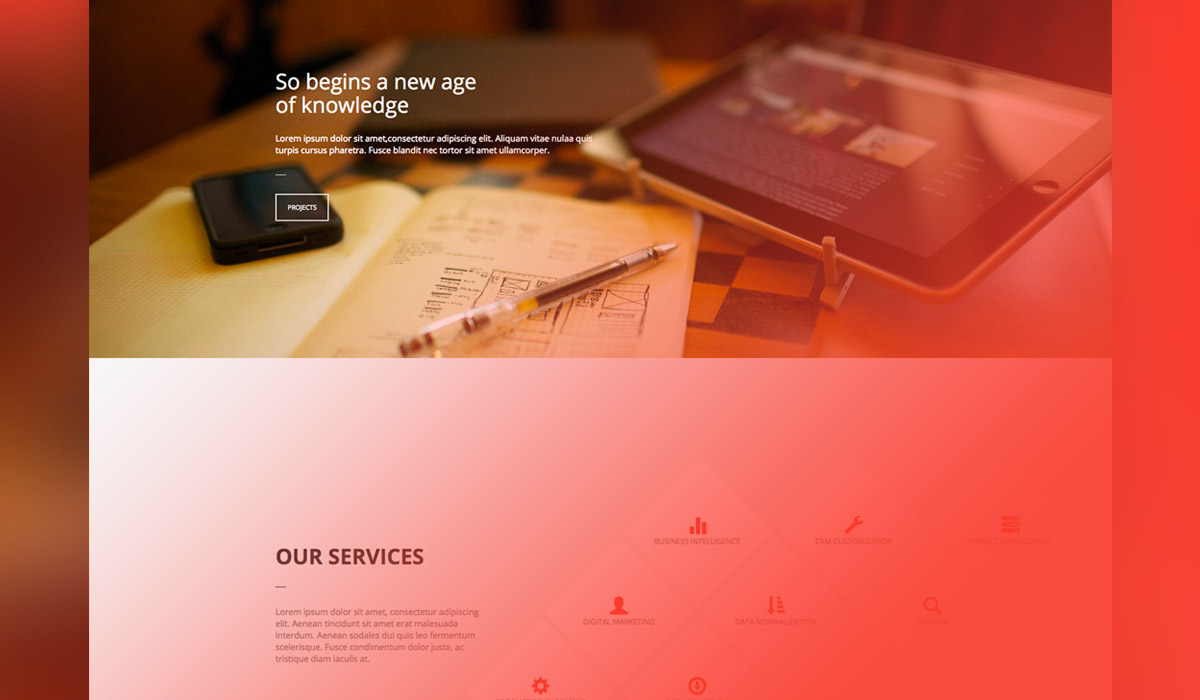 So begins a new age
of knowledge
Lorem ipsum dolor sit amet,consectetur adipiscing elit. Aliquam vitae nulaa quis
turpis cursus pharetra. Fusce blandit nec tortor sit amet ullamcorper.
PROJECTS
BUSINESS INTELLIGENCE
CRM CUSTOMIZATION
PROJECT MANAGEMENT
OUR SERVICES
Lorem ipsum dolor sit amet, consectetur adipiscing
elit. Aenean tincidunt sit amet erat malesuada
interdum. Aenean sodales dui quis leo fermentum
scelerisque. Fusce condimentum dolor justo, ac
tristique diam iaculis at.
DIGITAL MARKETING
DATA NORMALIZATION